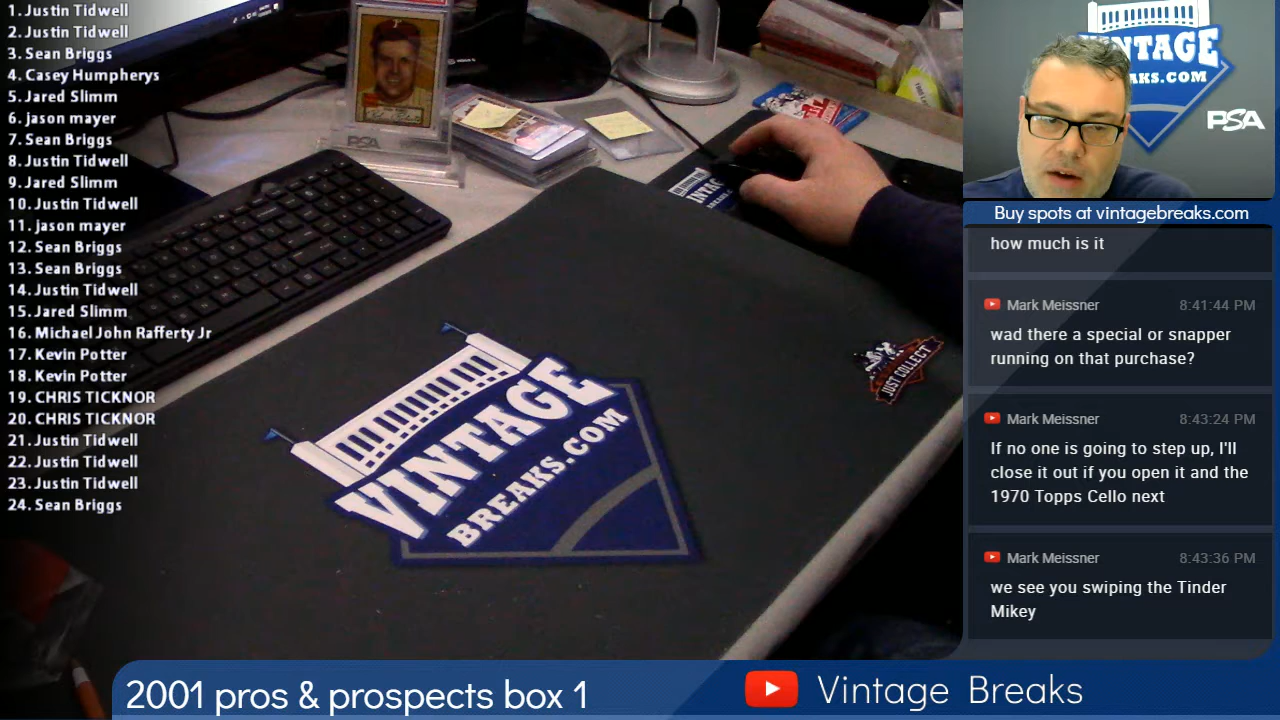 1. Justin Tidwell
2. Justin Tidwell
3. Sean Briggs
4. Casey Humpherys
5. Jared Slimm
6. jason mayer
7. Sean Briggs
8. Justin Tidwell
9. Jared Slimm
10. Justin Tidwell
11. jason mayer
12. Sean Briggs
13. Sean Briggs
14. Justin Tidwell
15. Jared Slimm
16. Michael John Rafferty Jr
17. Kevin Potter
18. Kevin Potter
19. CHRIS TICKNOR
20. CHRIS TICKNOR
21. Justin Tidwell
22. Justin Tidwell
23. Justin Tidwell
24. Sean Briggs
PSA
VINTAGE
BREAKS.COM
JUST COLLECT
PSA
Buy spots at vintagebreaks.com
how much is it
Mark Meissner 8:41:44 PM
wad there a special or snapper
running on that purchase?
Mark Meissner 8:43:24 PM
If no one is going to step up, I'll
close it out if you open it and the
1970 Topps Cello next
Mark Meissner 8:43:36 PM
we see you swiping the Tinder
Mikey
2001 pros & prospects box 1
Vintage Breaks